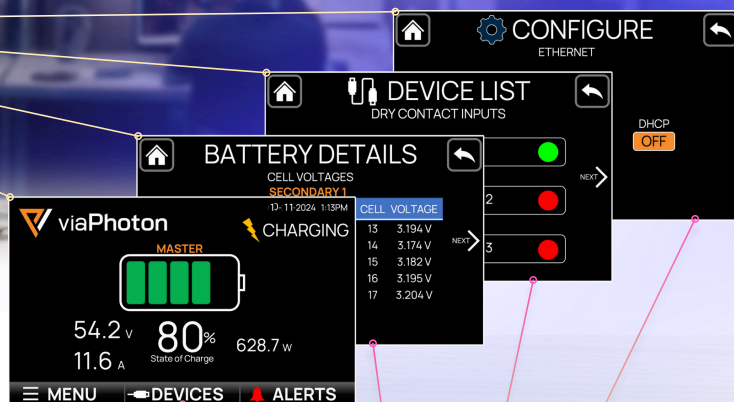 CONFIGURE
ETHERNET
DHCP
OFF
DEVICE LIST
DRY CONTACT INPUTS
2
3
NEXT
BATTERY DETAILS
CELL VOLTAGES
SECONDARY 1
10-11-2024 1:13PM
CELL VOLTAGE
13 3.194 V
14 3.174 V
15 3.182 V
16 3.195 V
17 3.204 V
NEXT
viaPhoton
CHARGING
MASTER
54.2 V
11.6 A
80%
State of Charge
628.7 W
MENU
DEVICES
ALERTS